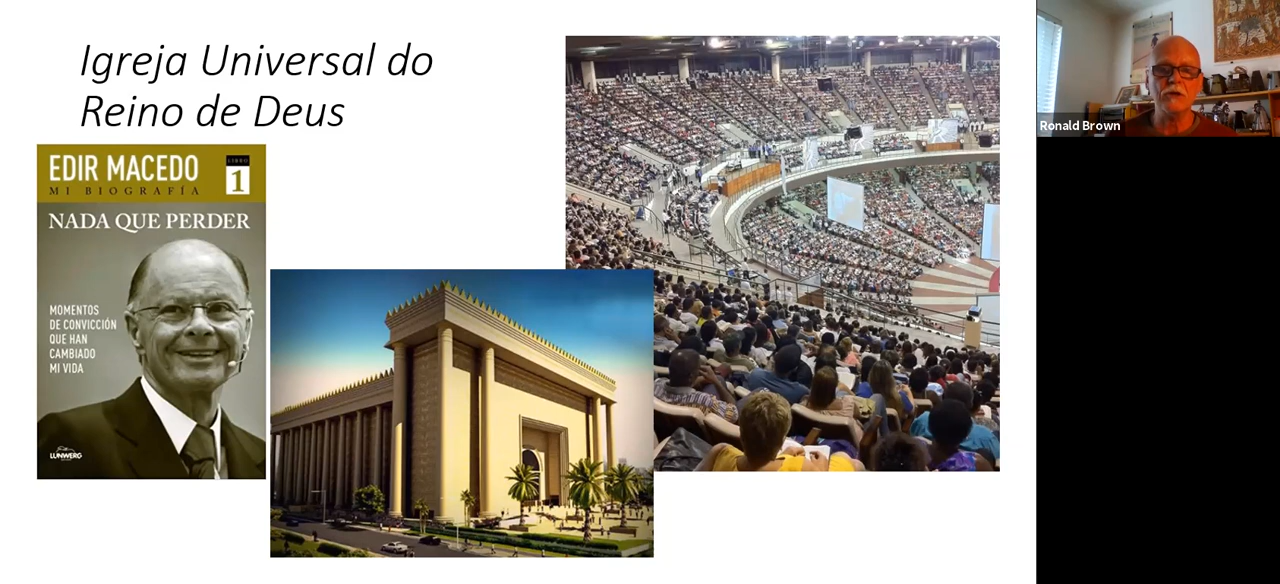 Igreja Universal do
Reino de Deus
EDIR MACEDO
LIBRO
1
MI BIOGRAFÍA
NADA QUE PERDER
MOMENTOS
DE CONVICCIÓN
QUE HAN
CAMBIADO
MI VIDA
LUNWERG
Ronald Brown